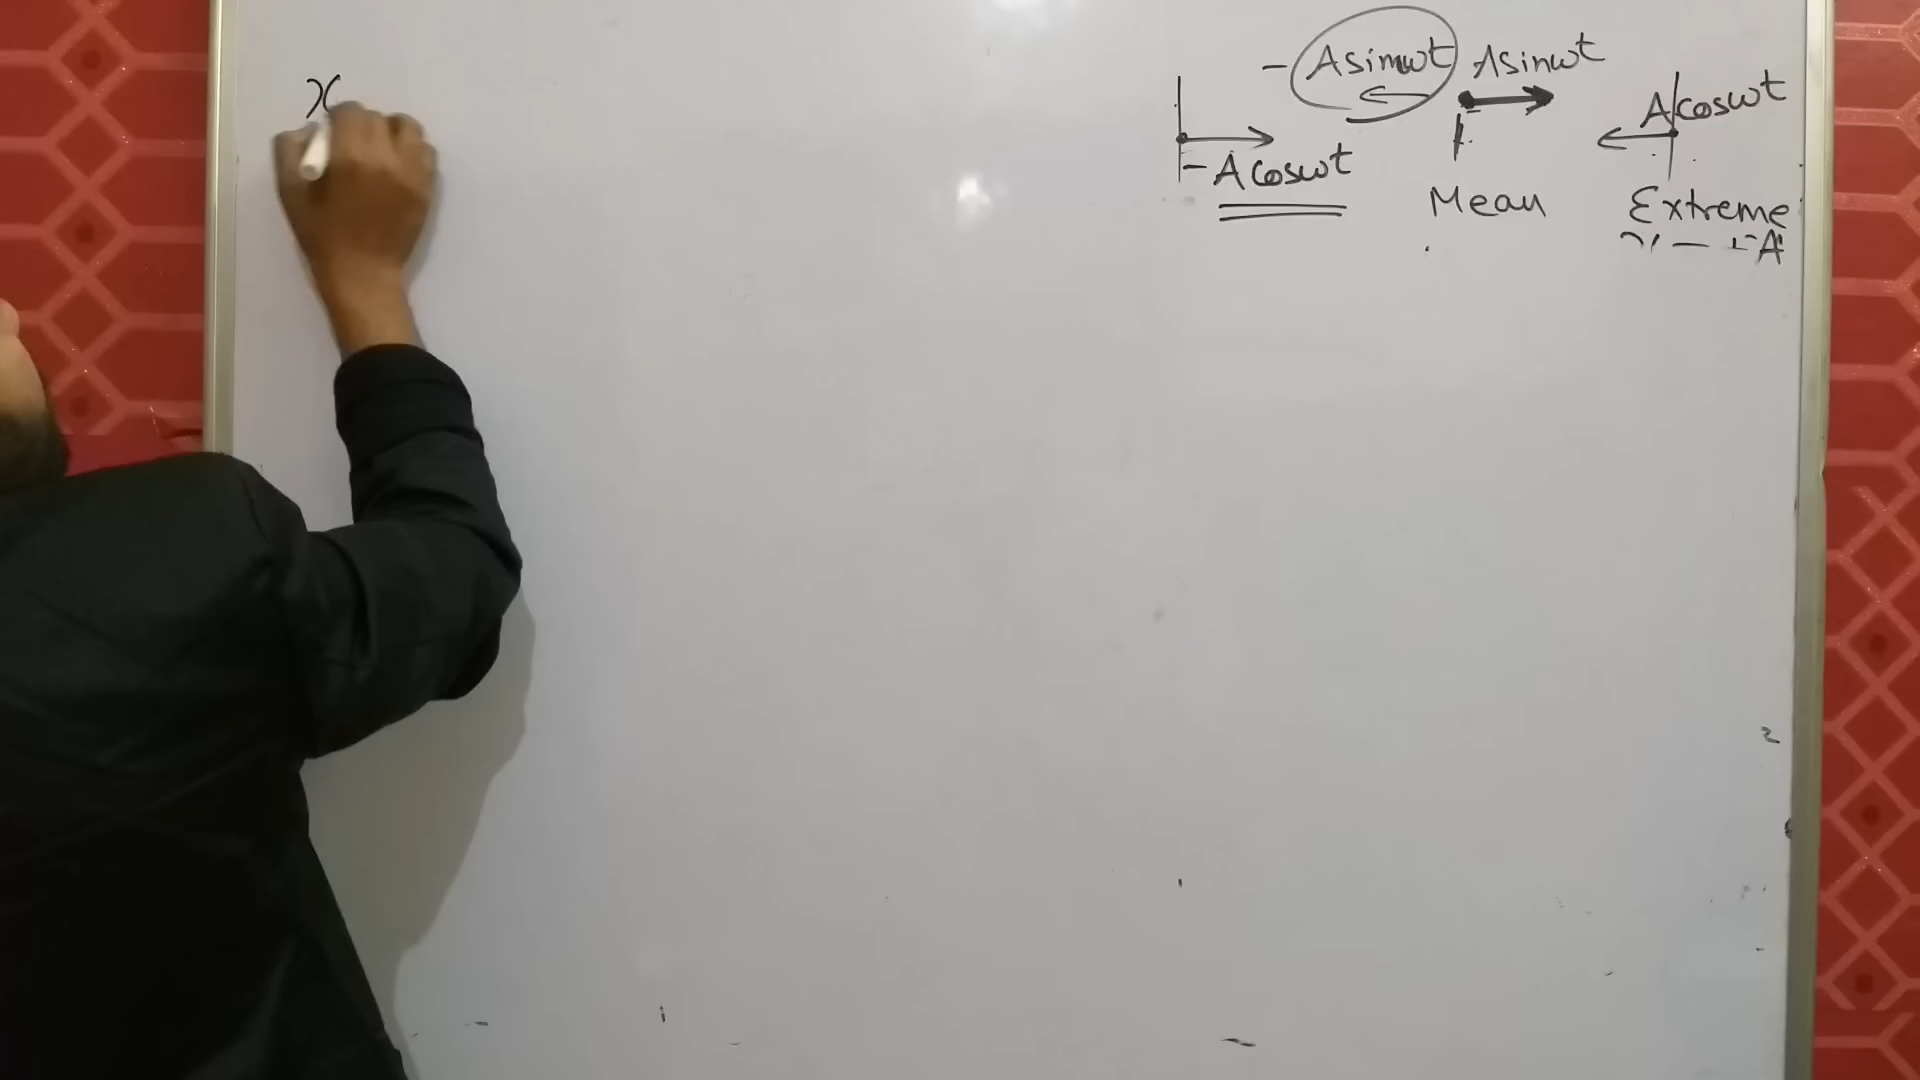 x
- Asinωt Asinωt
Acosωt
- Acosωt
Mean Extreme